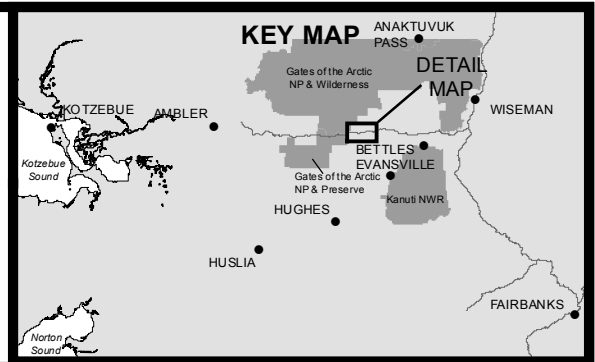 KEY MAP
ANAKTUVUK
PASS
Gates of the Arctic
NP & Wilderness
DETAIL
MAP
KOTZEBUE
AMBLER
WISEMAN
Kotzebue
Sound
BETTLES
EVANSVILLE
Gates of the Arctic
NP & Preserve
Kanuti NWR
HUGHES
HUSLIA
FAIRBANKS
Norton
Sound